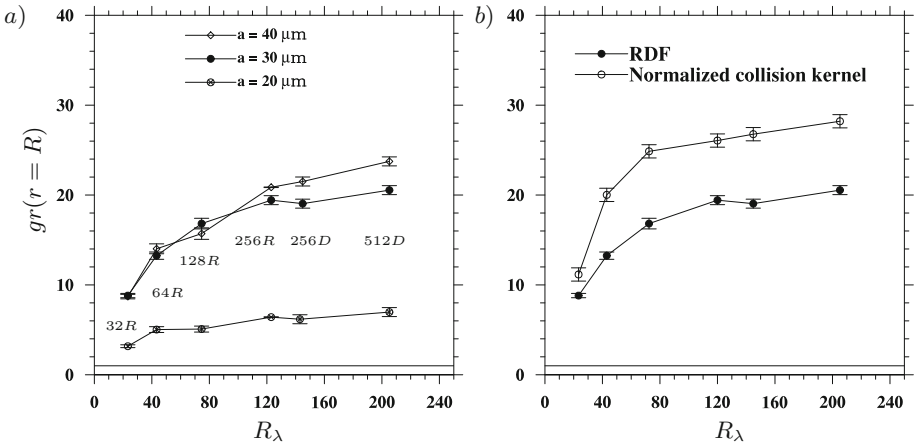 a)
40
30
20
10
0
gr(r = R)
a = 40 μm
a = 30 μm
a = 20 μm
32R
64R
128R
256R
256D
512D
0 40 80 120 160 200 240
R_λ
b)
40
30
20
10
0
RDF
Normalized collision kernel
0 40 80 120 160 200 240
R_λ